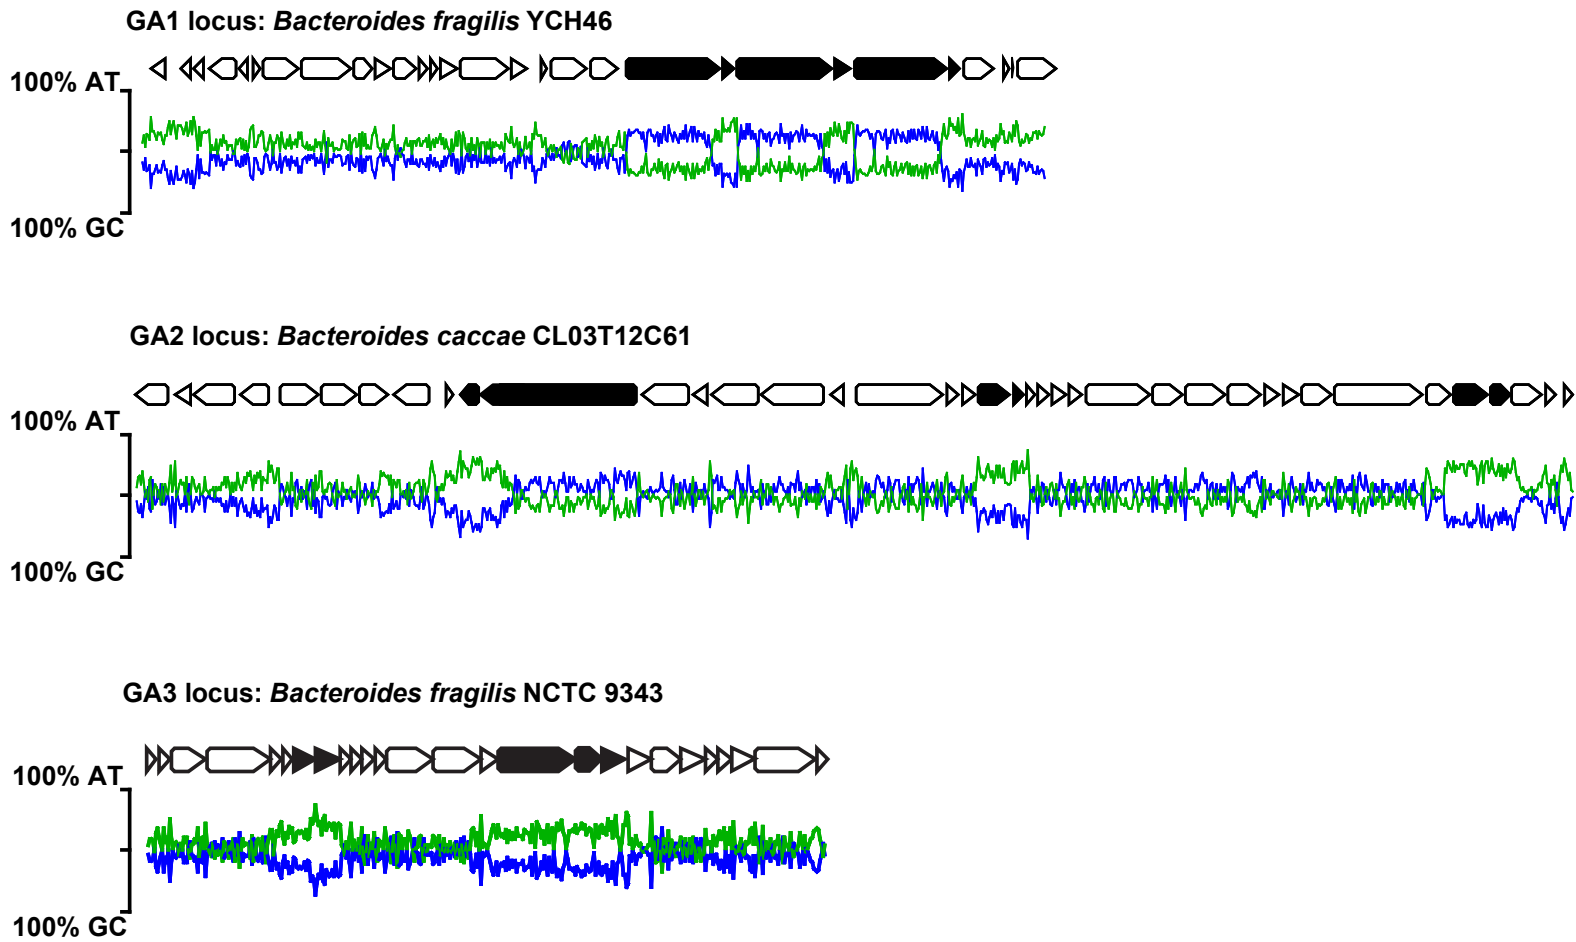 GA1 locus: Bacteroides fragilis YCH46
100% AT
100% GC
GA2 locus: Bacteroides caccae CL03T12C61
100% AT
100% GC
GA3 locus: Bacteroides fragilis NCTC 9343
100% AT
100% GC